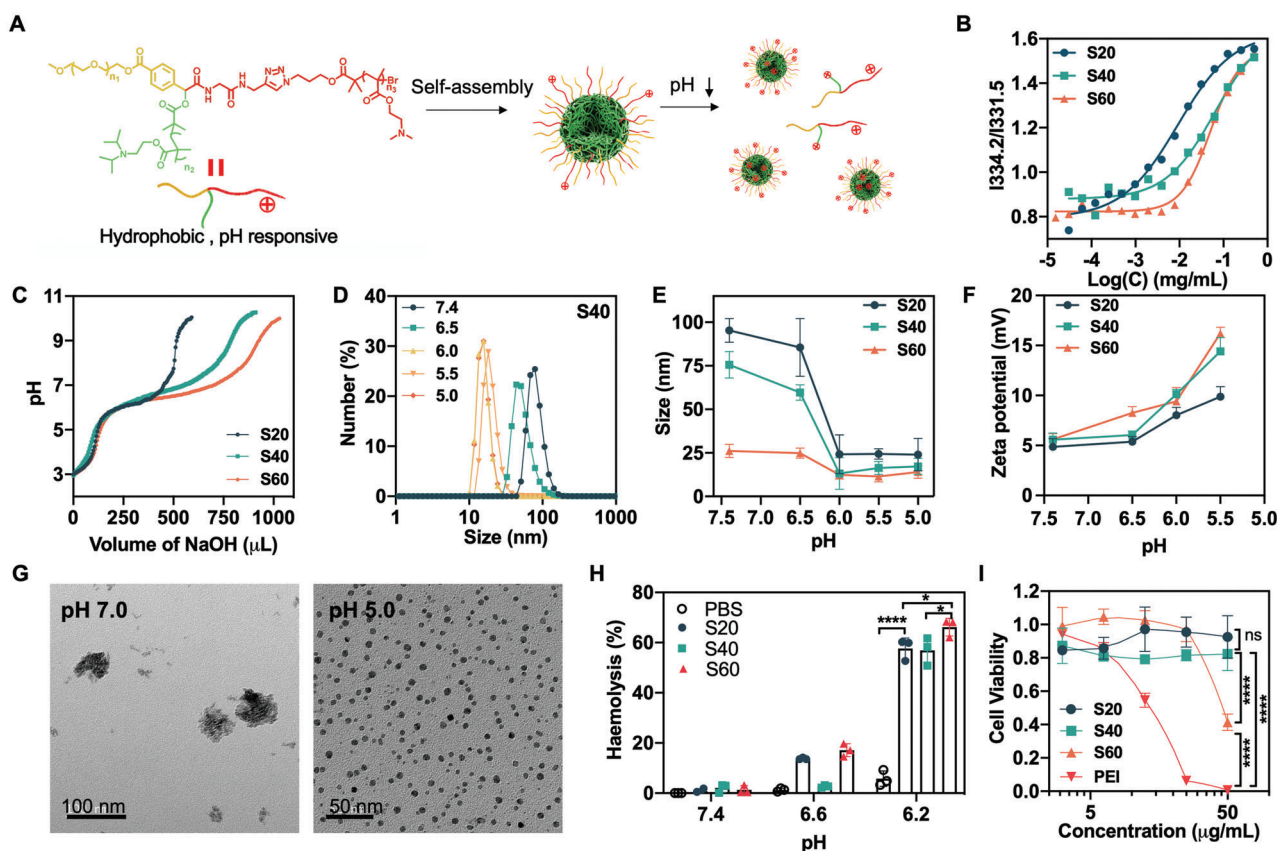 A
Self-assembly
pH ↓
Hydrophobic , pH responsive
n1
n2
n3
Br
O
O
O
O
N
H
N
H
N
N=N
N
B
S20
S40
S60
I334.2/I331.5
1.6
1.4
1.2
1.0
0.8
-5 -4 -3 -2 -1 0
Log(C) (mg/mL)
C
pH
11
9
7
5
3
S20
S40
S60
0 250 500 750 1000
Volume of NaOH (μL)
D
S40
Number (%)
40
30
20
10
0
7.4
6.5
6.0
5.5
5.0
1 10 100 1000
Size (nm)
E
S20
S40
S60
Size (nm)
100
75
50
25
0
7.5 7.0 6.5 6.0 5.5 5.0
pH
F
S20
S40
S60
Zeta potential (mV)
20
15
10
5
0
7.5 7.0 6.5 6.0 5.5 5.0
pH
G
pH 7.0
100 nm
pH 5.0
50 nm
H
PBS
S20
S40
S60
Haemolysis (%)
80
60
40
20
0
*
*
****
7.4 6.6 6.2
pH
I
Cell Viability
1.2
1.0
0.8
0.6
0.4
0.2
0.0
S20
S40
S60
PEI
ns
****
****
****
5 50
Concentration (μg/mL)